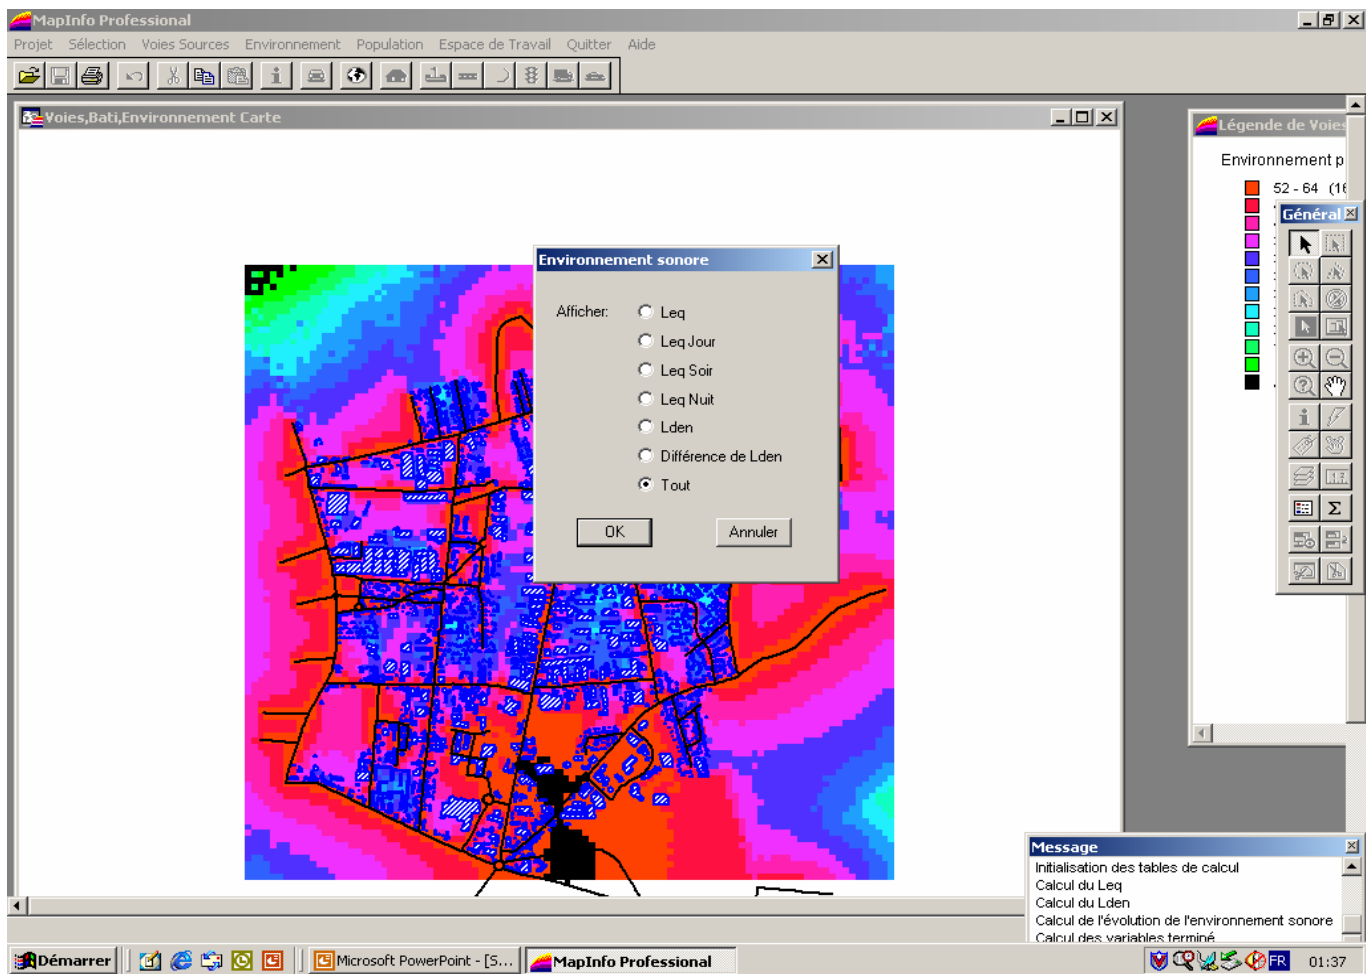 MapInfo Professional
Projet Sélection Voies Sources Environnement Population Espace de Travail Quitter Aide
Voies,Bati,Environnement Carte
Légende de Voies
Environnement p
52 - 64 (16
Général
Environnement sonore
Afficher:
Leq
Leq Jour
Leq Soir
Leq Nuit
Lden
Différence de Lden
Tout
OK
Annuler
Message
Initialisation des tables de calcul
Calcul du Leq
Calcul du Lden
Calcul de l'évolution de l'environnement sonore
Calcul des variables terminé
Démarrer
Microsoft PowerPoint - [S...
MapInfo Professional
FR
01:37